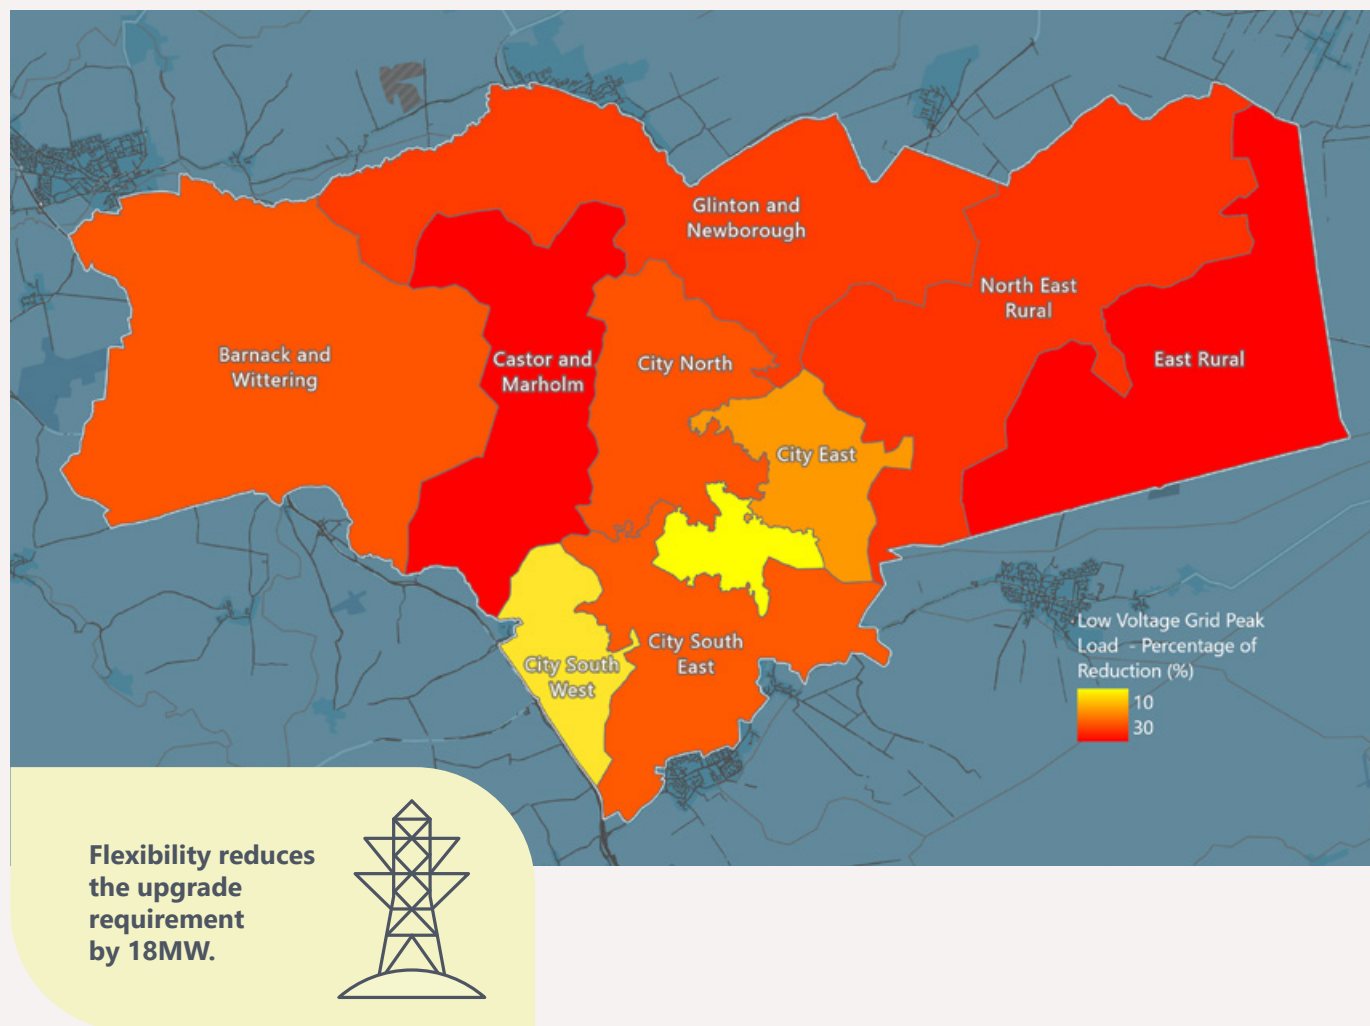 Glinton and
Newborough
North East
Rural
Barnack and
Wittering
Castor and
Marholm
City North
East Rural
City East
City South
East
City South
West
Low Voltage Grid Peak
Load - Percentage of
Reduction (%)
10
30
Flexibility reduces
the upgrade
requirement
by 18MW.